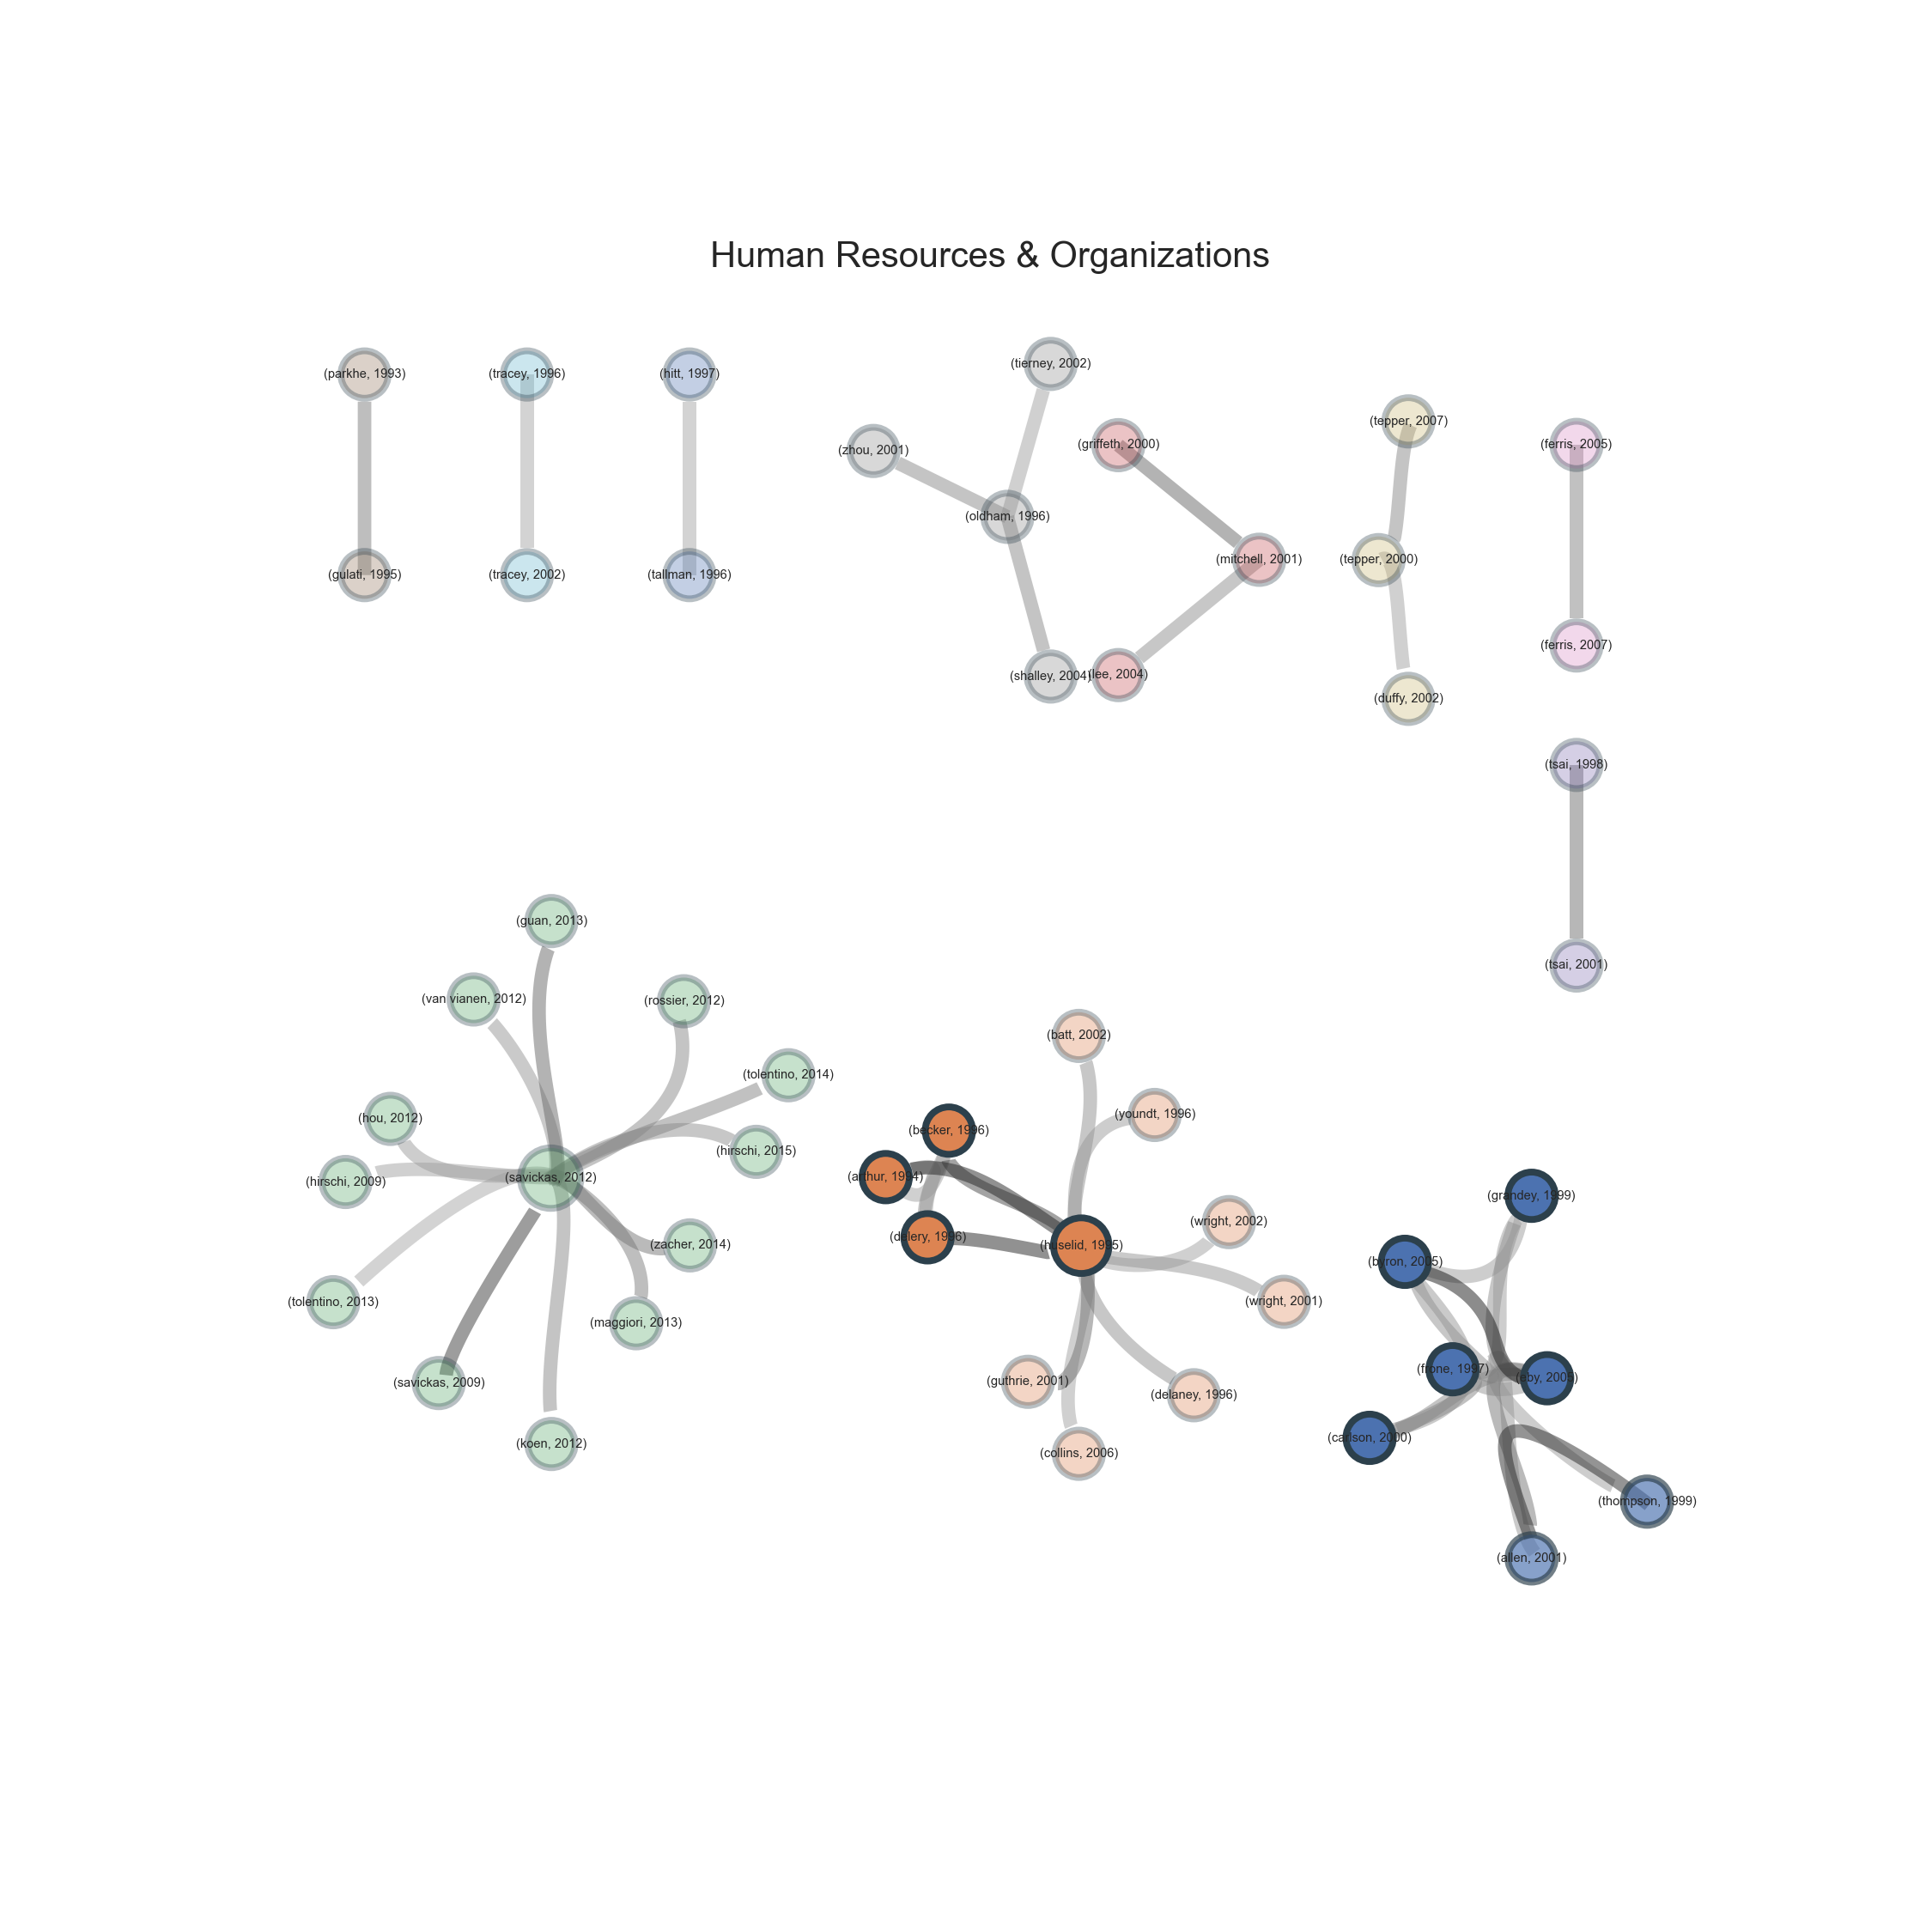 Human Resources & Organizations
(tierney, 2002)
(parkhe, 1993)
(tracey, 1996)
(hitt, 1997)
(tepper, 2007)
(zhou, 2001)
(griffeth, 2000)
(ferris, 2005)
(oldham, 1996)
(mitchell, 2001)
(tepper, 2000)
(gulati, 1995)
(tracey, 2002)
(tallman, 1996)
(ferris, 2007)
(shalley, 2004)
(lee, 2004)
(duffy, 2002)
(tsai, 1998)
(tsai, 2001)
(guan, 2013)
(van vianen, 2012)
(rossier, 2012)
(batt, 2002)
(tolentino, 2014)
(hou, 2012)
(youndt, 1996)
(becker, 1996)
(hirschi, 2015)
(savickas, 2012)
(arthur, 1994)
(hirschi, 2009)
(grandey, 1999)
(wright, 2002)
(delery, 1996)
(zacher, 2014)
(huselid, 1995)
(byron, 2005)
(tolentino, 2013)
(wright, 2001)
(maggiori, 2013)
(frone, 1997)
(eby, 2005)
(savickas, 2009)
(guthrie, 2001)
(delaney, 1996)
(carlson, 2000)
(koen, 2012)
(collins, 2006)
(thompson, 1999)
(allen, 2001)